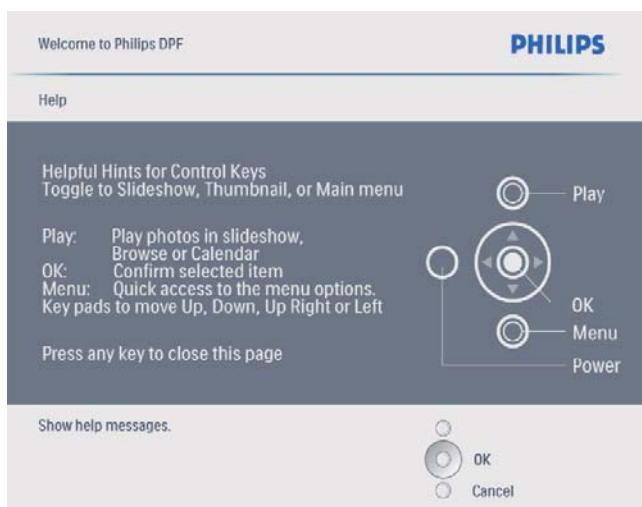 Welcome to Philips DPF
PHILIPS
Help
Helpful Hints for Control Keys
Toggle to Slideshow, Thumbnail, or Main menu
Play: Play photos in slideshow,
Browse or Calendar
OK: Confirm selected item
Menu: Quick access to the menu options.
Key pads to move Up, Down, Up Right or Left
Press any key to close this page
Play
OK
Menu
Power
Show help messages.
OK
Cancel